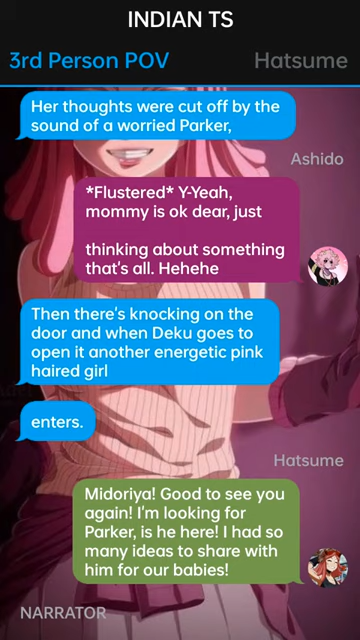 INDIAN TS
3rd Person POV
Hatsume
Her thoughts were cut off by the
sound of a worried Parker,
Ashido
*Flustered* Y-Yeah,
mommy is ok dear, just
thinking about something
that's all. Hehehe
Then there's knocking on the
door and when Deku goes to
open it another energetic pink
haired girl
enters.
Hatsume
Midoriya! Good to see you
again! I'm looking for
Parker, is he here! I had so
many ideas to share with
him for our babies!
NARRATOR